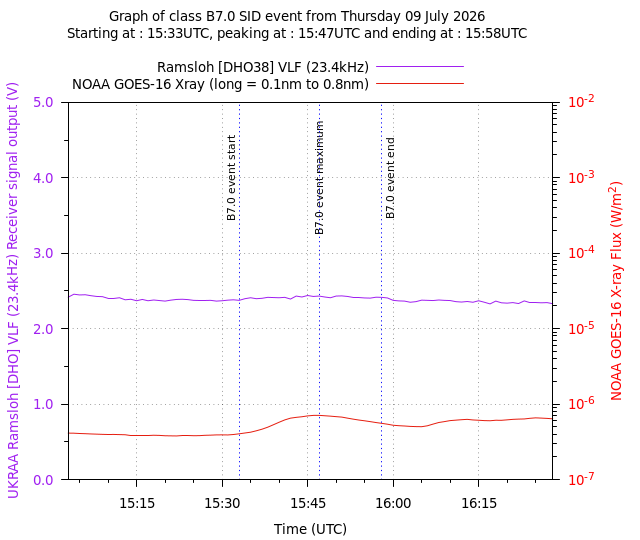 Graph of class B7.0 SID event from Thursday 09 July 2026
Starting at : 15:33UTC, peaking at : 15:47UTC and ending at : 15:58UTC
Ramsloh [DHO38] VLF (23.4kHz)
NOAA GOES-16 Xray (long = 0.1nm to 0.8nm)
UKRAA Ramsloh [DHO] VLF (23.4kHz) Receiver signal output (V)
5.0
4.0
3.0
2.0
1.0
0.0
B7.0 event start
B7.0 event maximum
B7.0 event end
10-2
10-3
10-4
10-5
10-6
10-7
NOAA GOES-16 X-ray Flux (W/m2)
15:15 15:30 15:45 16:00 16:15
Time (UTC)